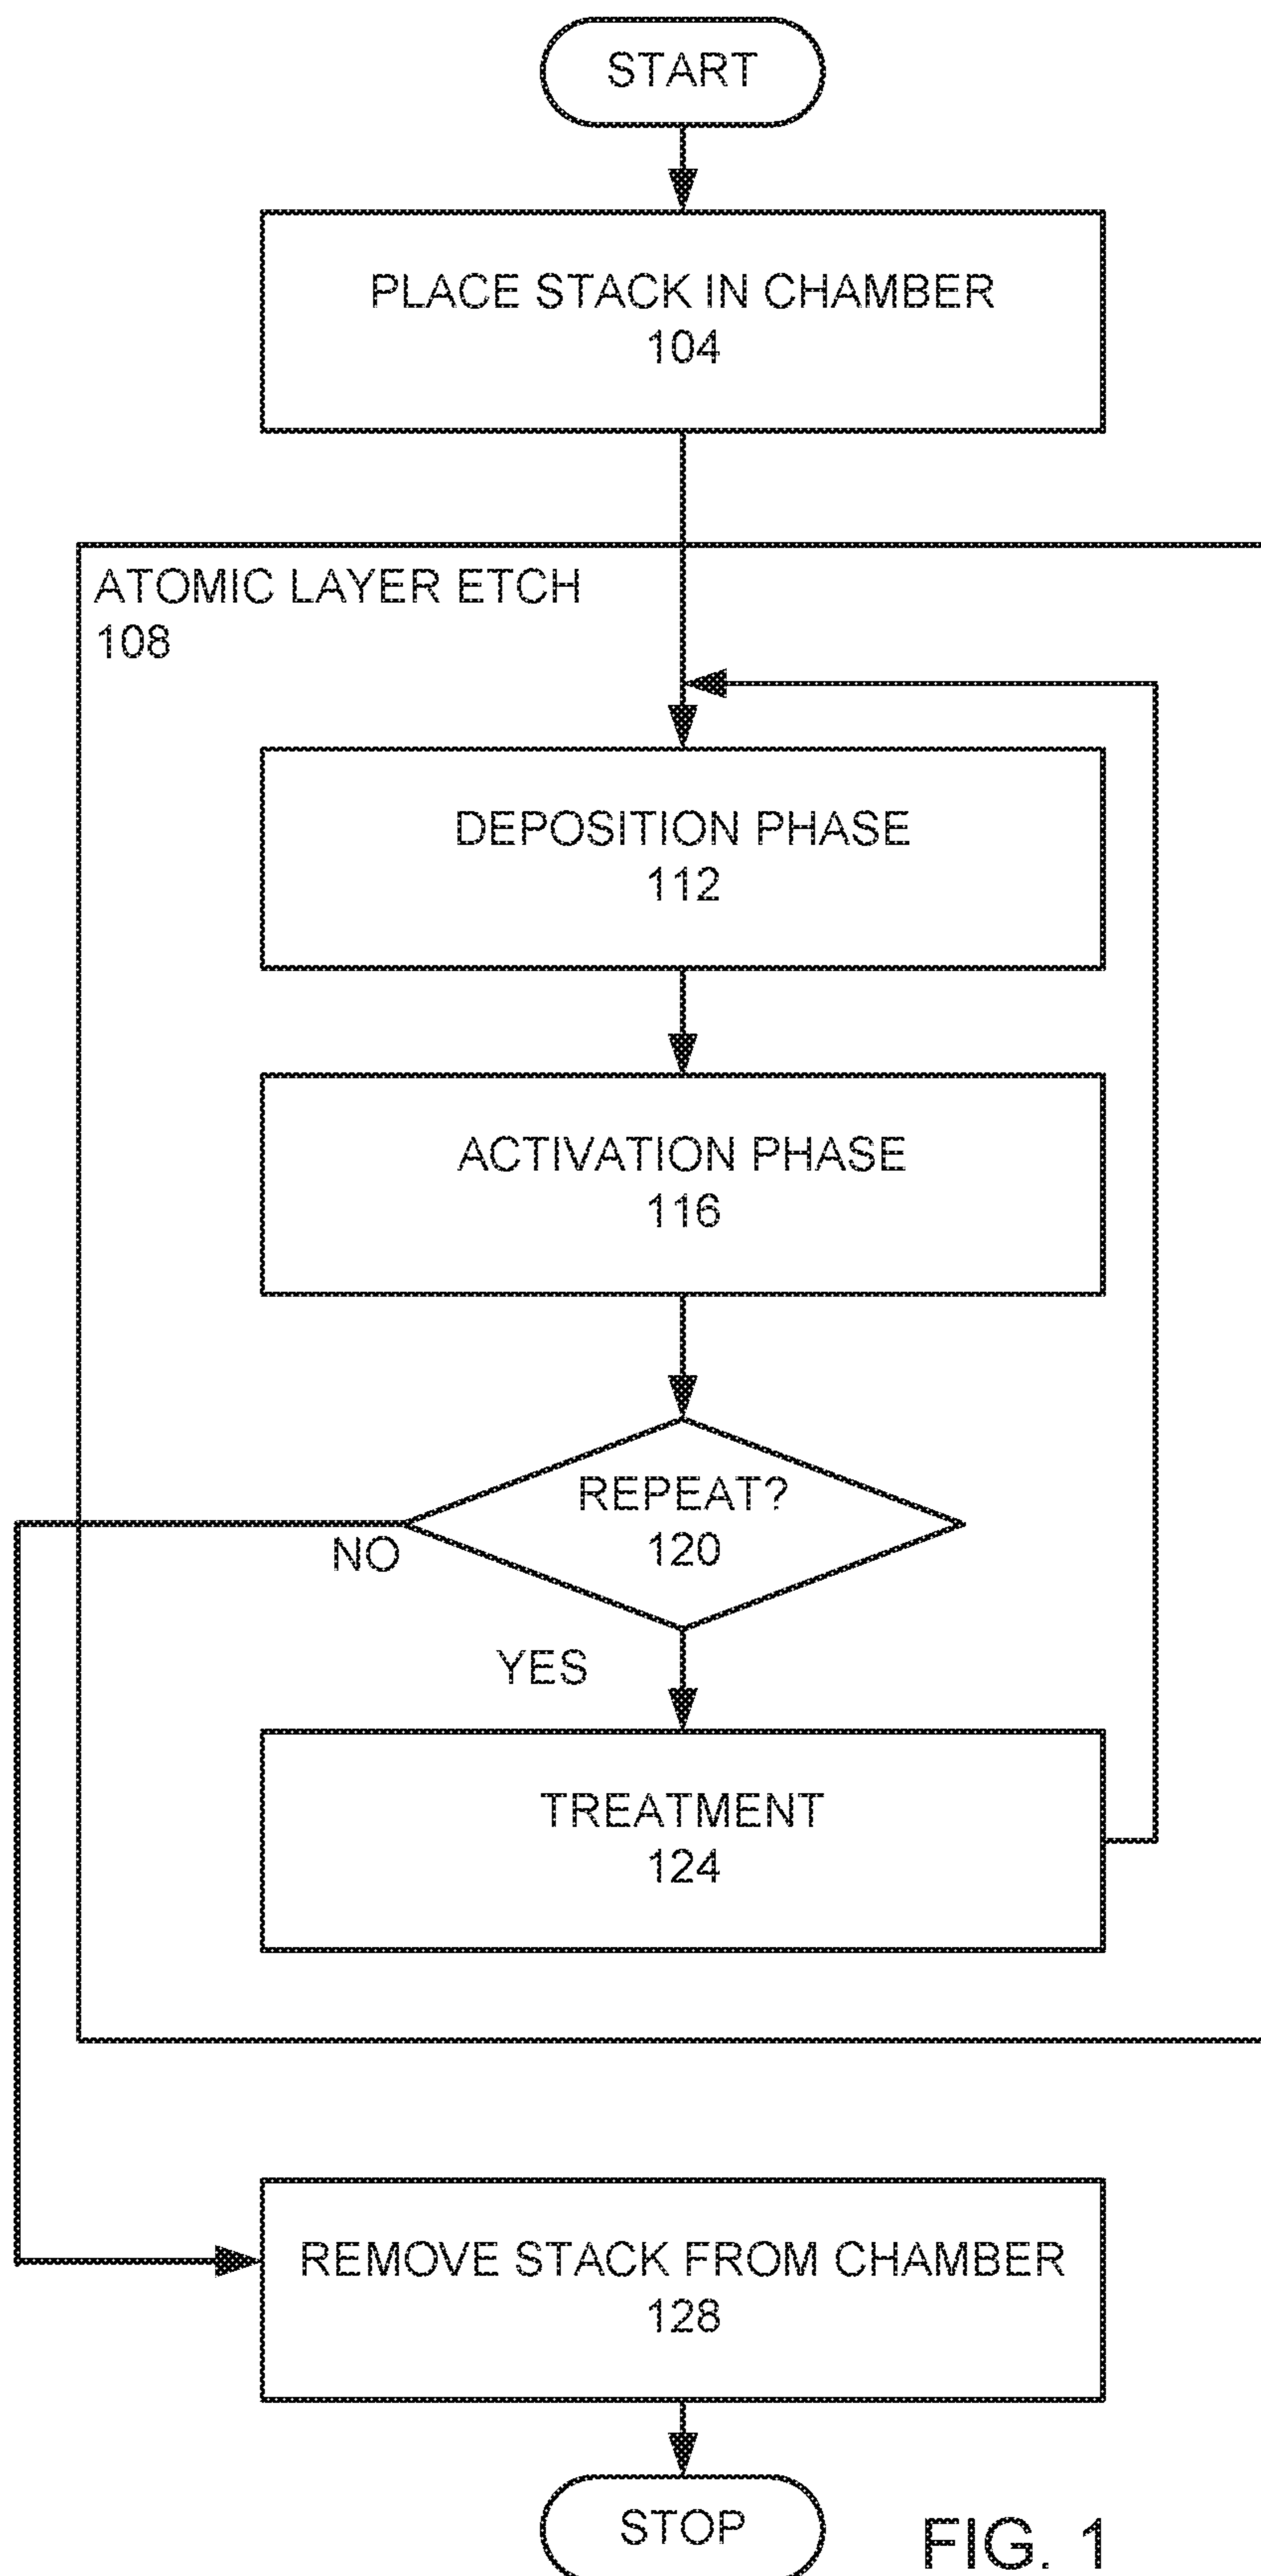 START
PLACE STACK IN CHAMBER
104
ATOMIC LAYER ETCH
108
DEPOSITION PHASE
112
ACTIVATION PHASE
116
REPEAT?
120
NO
YES
TREATMENT
124
REMOVE STACK FROM CHAMBER
128
STOP
FIG. 1